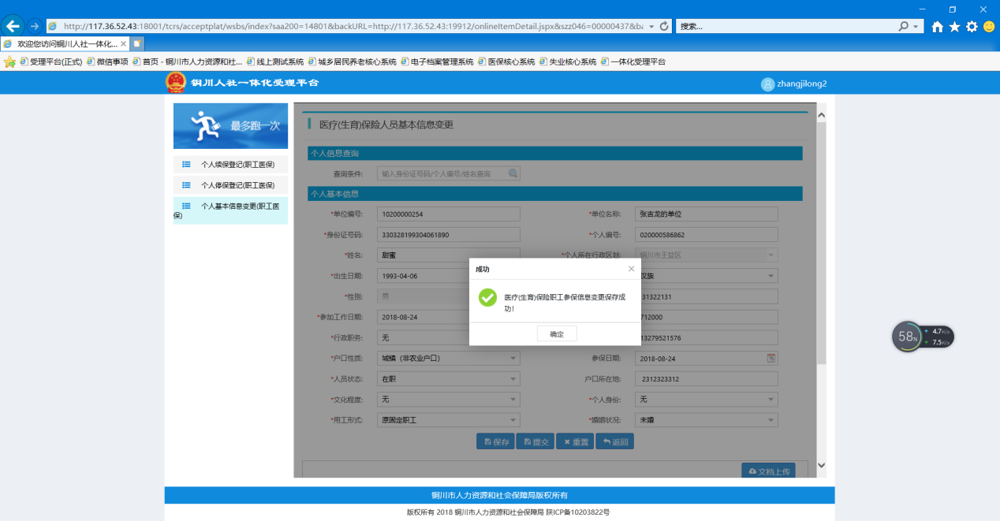 http://117.36.52.43:18001/tcrs/acceptplat/wsbs/index?saa200=14801&backURL=http://117.36.52.43:19912/onlineItemDetail.jspx&szz046=00000437&ba
搜索...
欢迎您访问铜川人社一体化...
受理平台(正式) 微信事项 首页 - 铜川市人力资源和社... 线上测试系统 城乡居民养老核心系统 电子档案管理系统 医保核心系统 失业核心系统 一体化受理平台
铜川人社一体化受理平台
zhangjilong2
最多跑一次
个人续保登记(职工医保)
个人停保登记(职工医保)
个人基本信息变更(职工医
保)
医疗(生育)保险人员基本信息变更
个人信息查询
查询条件: 输入身份证号码/个人编号/姓名查询
个人基本信息
*单位编号: 10200000254 *单位名称: 张吉龙的单位
*身份证号码: 330328199304061890 *个人编号: 020000586862
*姓名: 甜蜜 *个人所在行政区划: 铜川市王益区
*出生日期: 1993-04-06 汉族
*性别: 男 31322131
*参加工作日期: 2018-08-24 712000
*行政职务: 无 13279521576
*户口性质: 城镇（非农业户口） 参保日期: 2018-08-24
*人员状态: 在职 户口所在地: 2312323312
*文化程度: 无 *个人身份: 无
*用工形式: 原固定职工 *婚姻状况: 未婚
保存 提交 重置 返回
文档上传
成功
医疗(生育)保险职工参保信息变更保存成
功!
确定
58%
4.7K/s
7.5K/s
铜川市人力资源和社会保障局版权所有
版权所有 2018 铜川市人力资源和社会保障局 陕ICP备10203822号